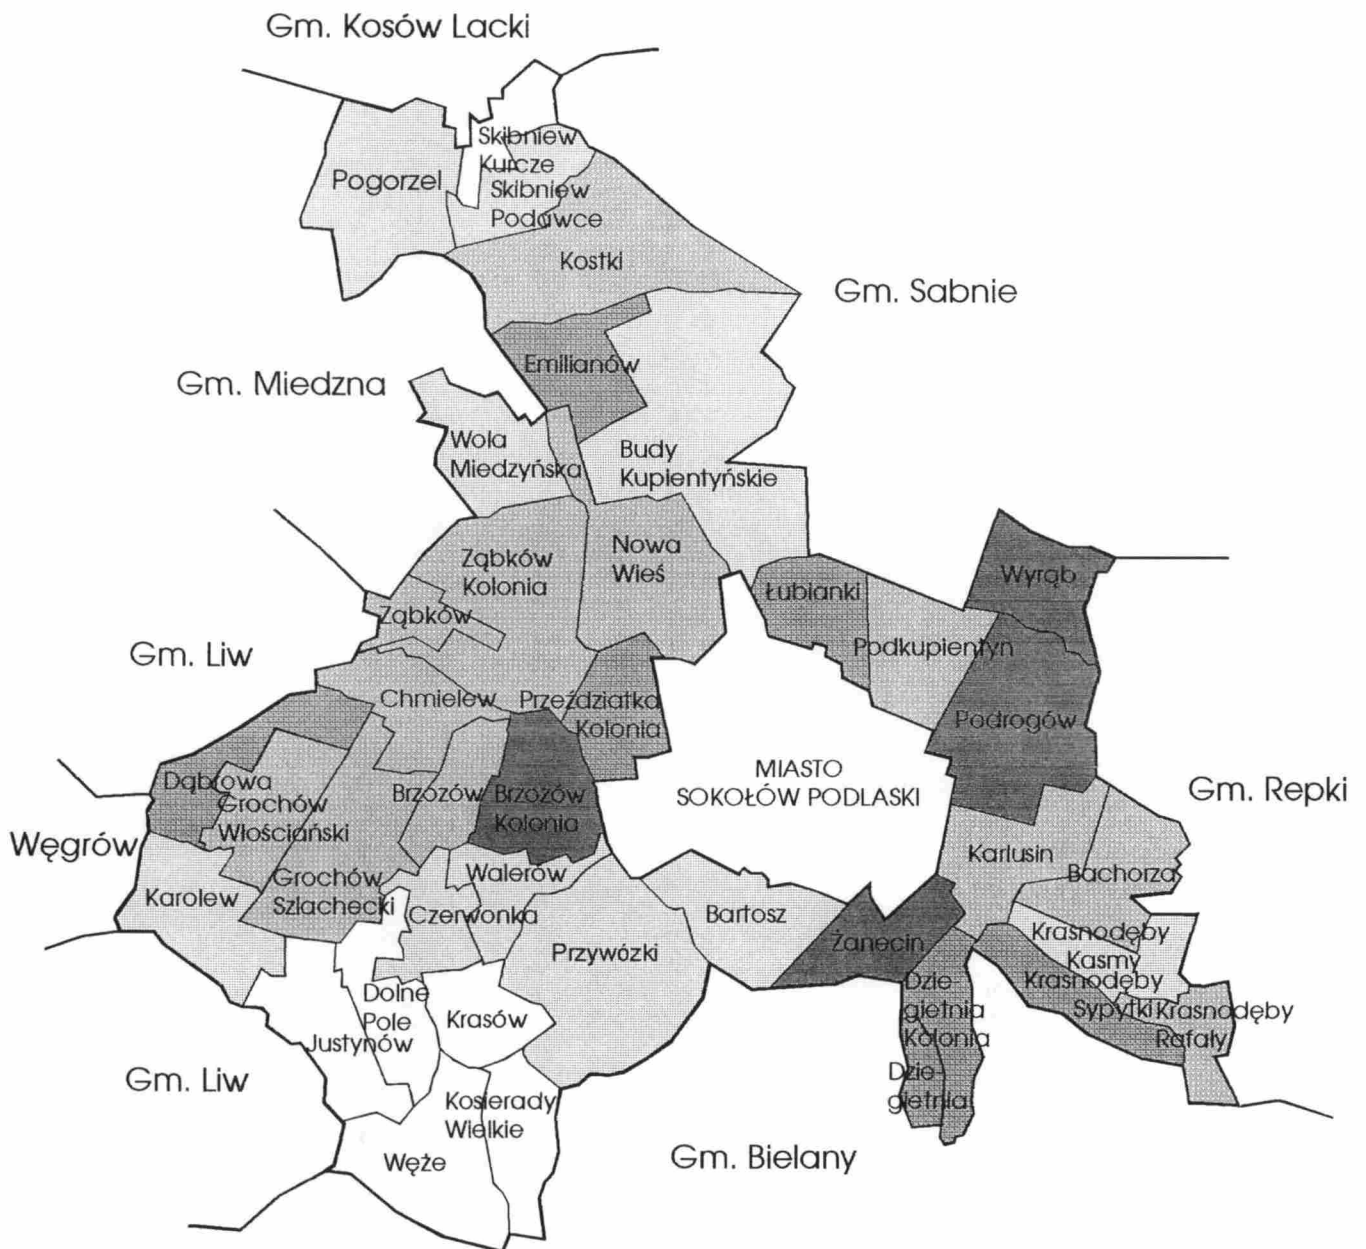 Gm. Kosów Lacki
Skibniew
Kurcze
Pogorzel
Skibniew
Podawce
Kostki
Gm. Sabnie
Emilianów
Gm. Miedzna
Wola
Miedzyńska
Budy
Kupientyńskie
Nowa
Wieś
Ząbków
Kolonia
Wyrąb
Łubianki
Ząbków
Podkupientyn
Gm. Liw
Chmielew
Przeździatka
Kolonia
Podrogów
MIASTO
SOKOŁÓW PODLASKI
Dąbrowa
Brzozów
Brzozów
Kolonia
Gm. Repki
Grochów
Włościański
Węgrów
Karlusin
Bachorza
Walerów
Grochów
Szlachecki
Karolew
Czerwonka
Bartosz
Żanecin
Krasnodęby
Kasmy
Przywózki
Krasnodęby
Sypytki
Dzie-
gietnia
Kolonia
Krasnodęby
Rafały
Dolne
Pole
Krasów
Justynów
Gm. Liw
Dzie-
gietnia
Kosierady
Wielkie
Węże
Gm. Bielany